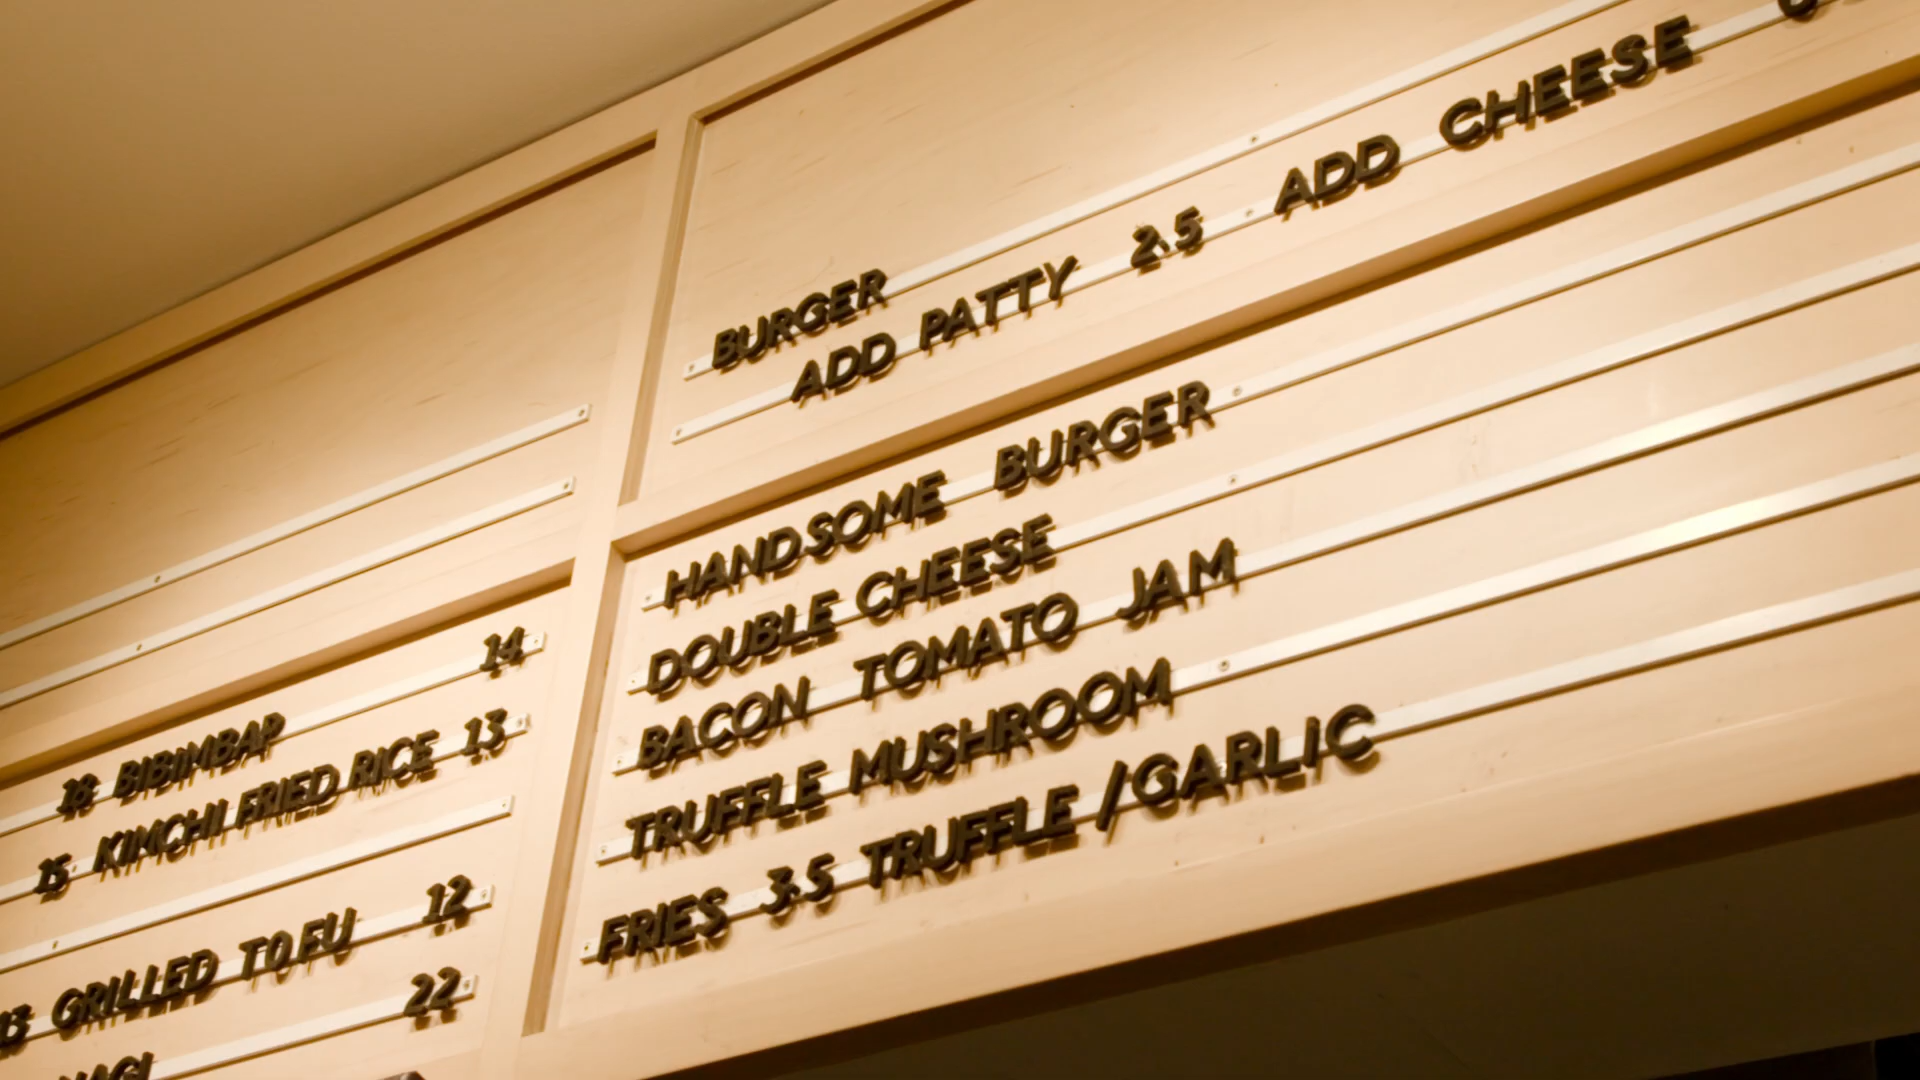 18 BIBIMBAP 14
15 KIMCHI FRIED RICE 13
13 GRILLED TOFU 12
22
BURGER
ADD PATTY 2.5 ADD CHEESE
HANDSOME BURGER
DOUBLE CHEESE
BACON TOMATO JAM
TRUFFLE MUSHROOM
FRIES 3.5 TRUFFLE /GARLIC